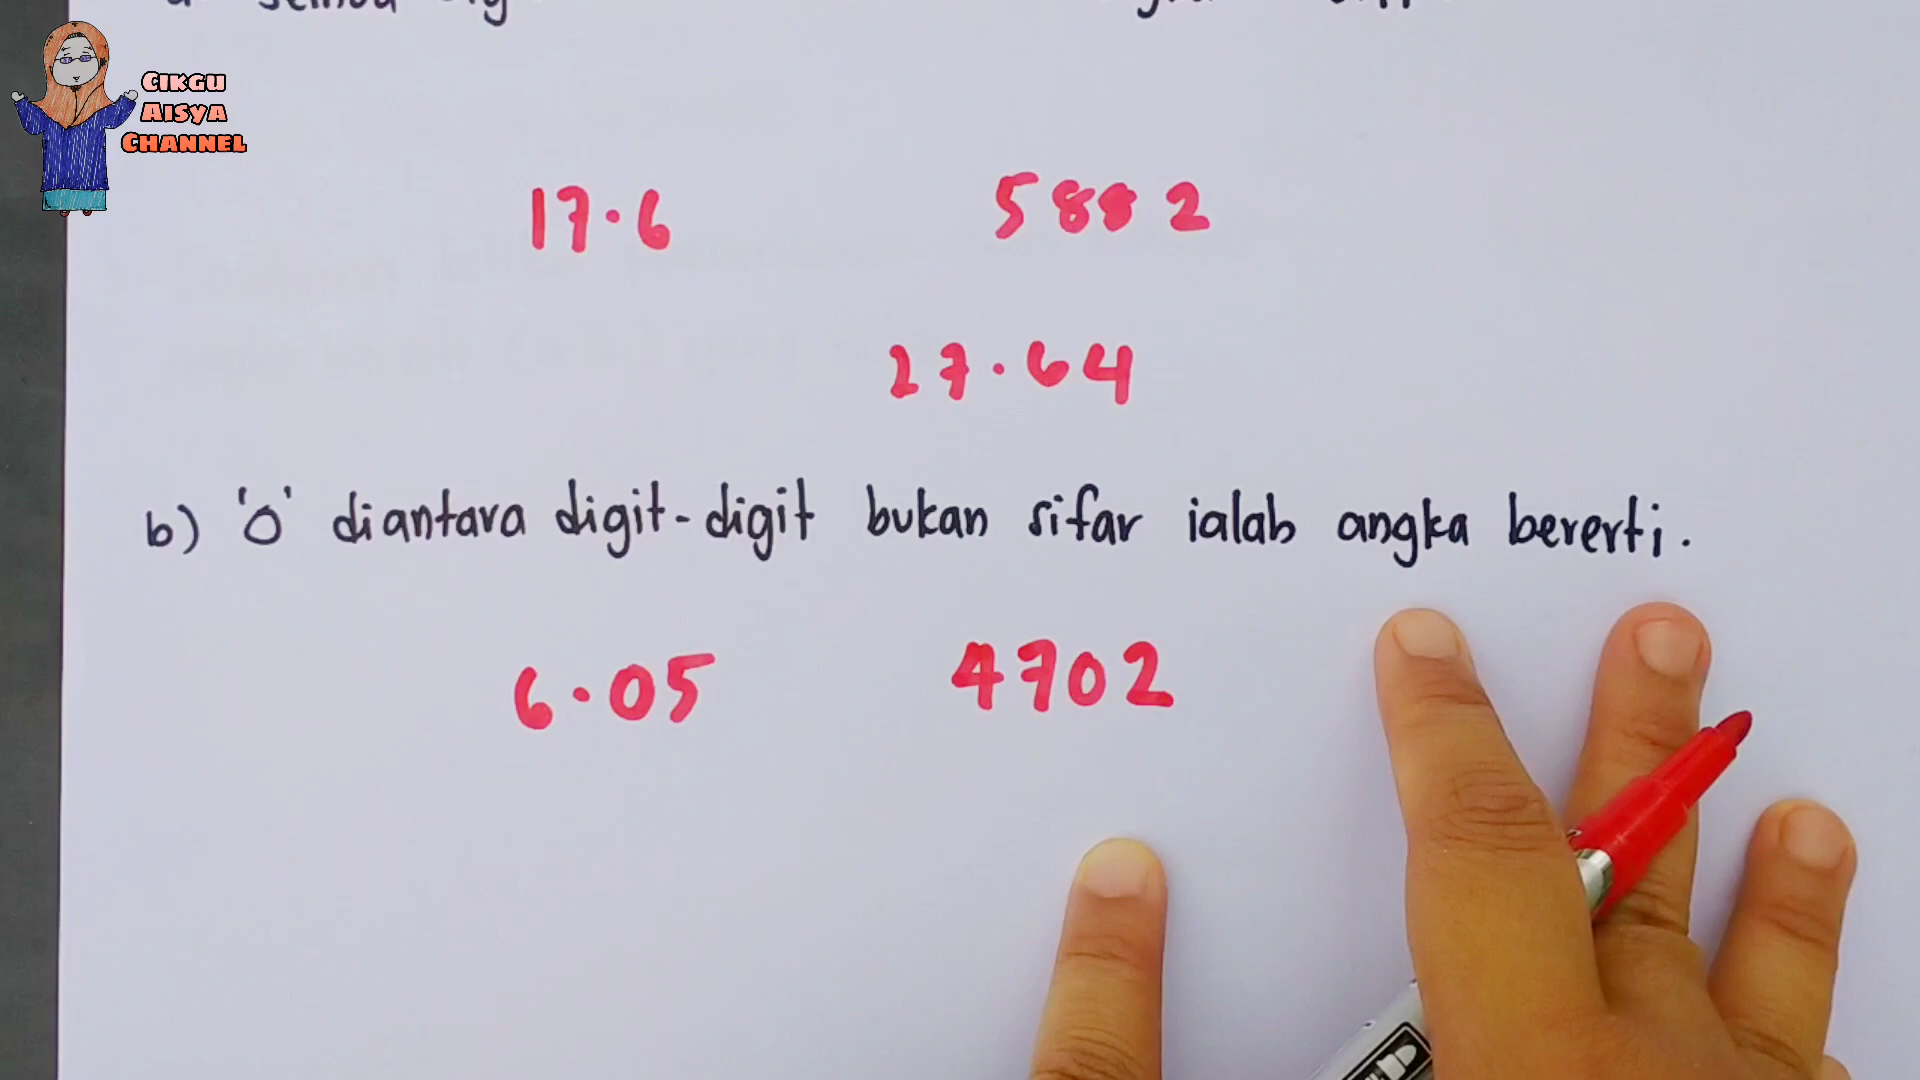 CIKGU
AISYA
CHANNEL
17.6 5882
27.64
b) '0' diantara digit-digit bukan sifar ialah angka bererti.
6.05 4702